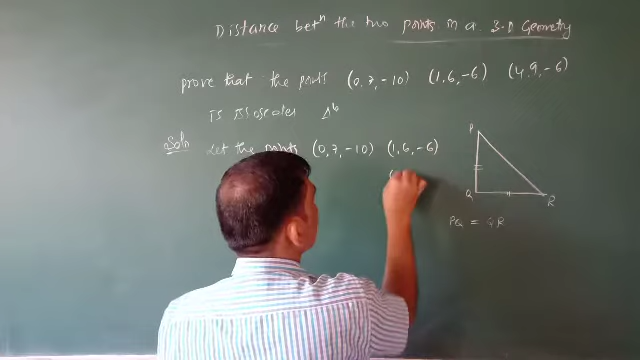 Distance betⁿ the two points in a 3-D Geometry
prove that the points (0,7,-10) (1,6,-6) (4,9,-6)
is isosceles Δle
Soln Let the points (0,7,-10) (1,6,-6)
(
P
Q
R
PQ = QR